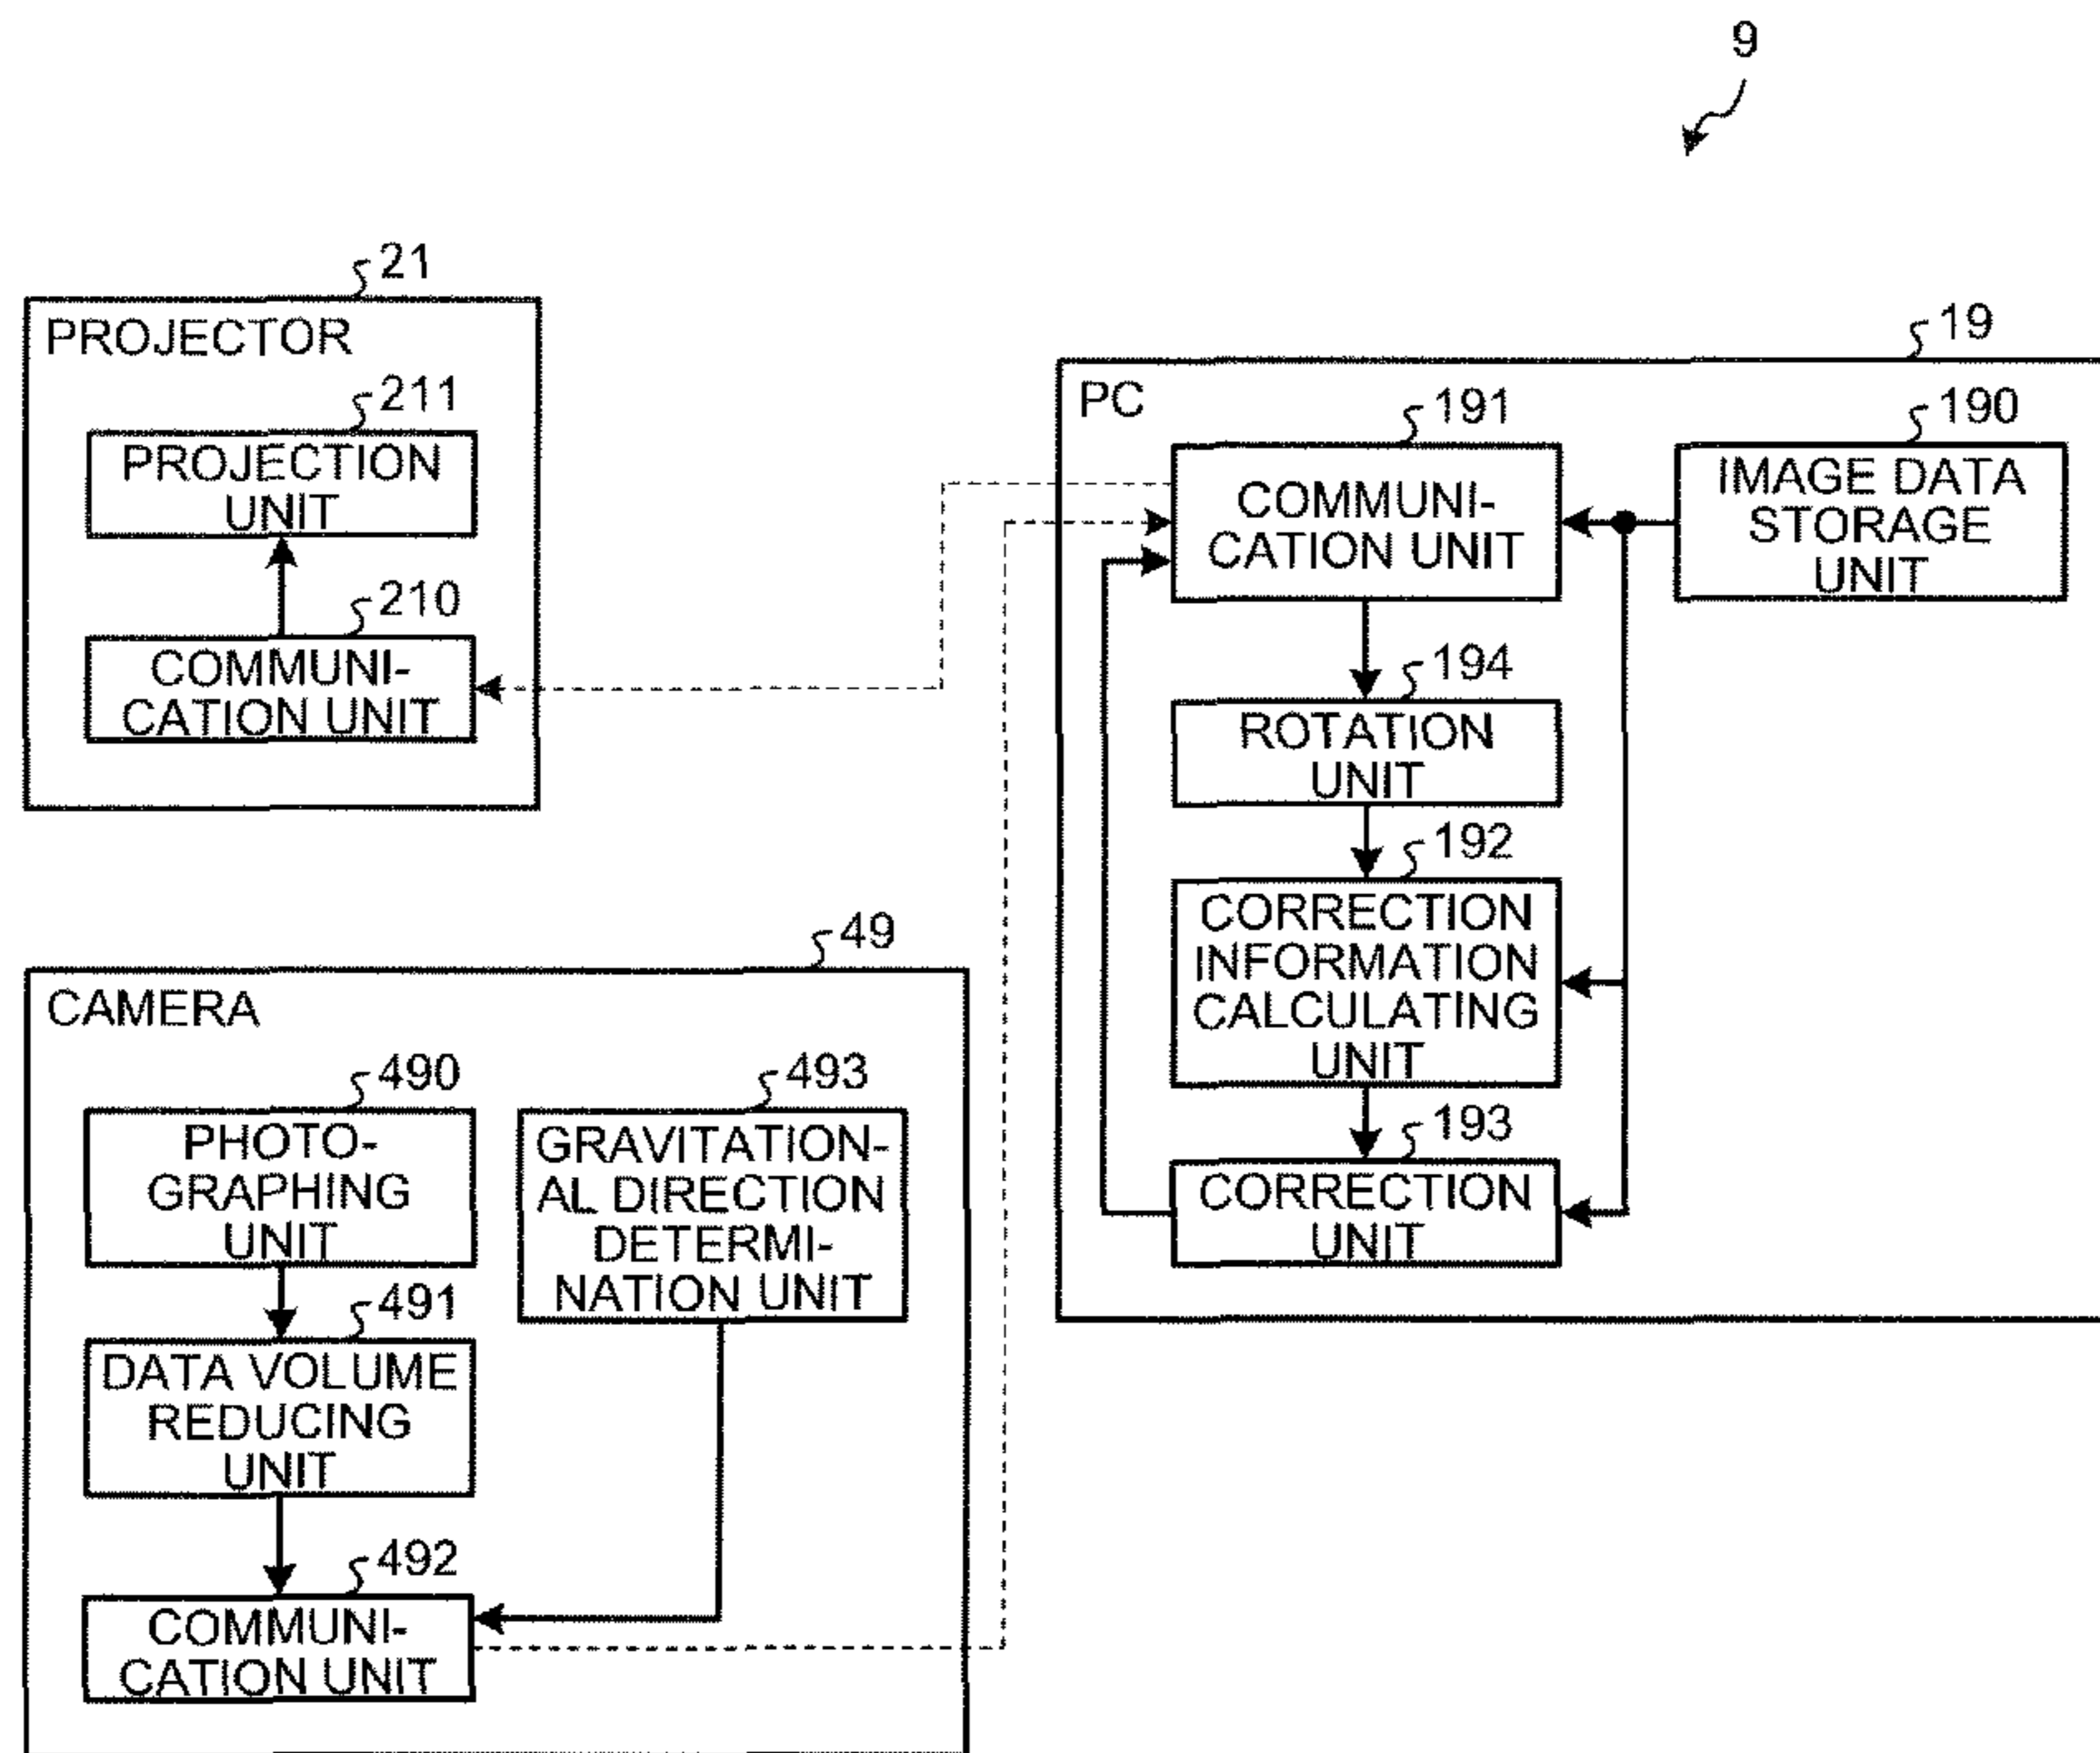 9
21
PROJECTOR
211
PROJECTION
UNIT
210
COMMUNI-
CATION UNIT
19
PC
191
COMMUNI-
CATION UNIT
190
IMAGE DATA
STORAGE
UNIT
194
ROTATION
UNIT
192
CORRECTION
INFORMATION
CALCULATING
UNIT
193
CORRECTION
UNIT
49
CAMERA
490
PHOTO-
GRAPHING
UNIT
493
GRAVITATION-
AL DIRECTION
DETERMI-
NATION UNIT
491
DATA VOLUME
REDUCING
UNIT
492
COMMUNI-
CATION UNIT